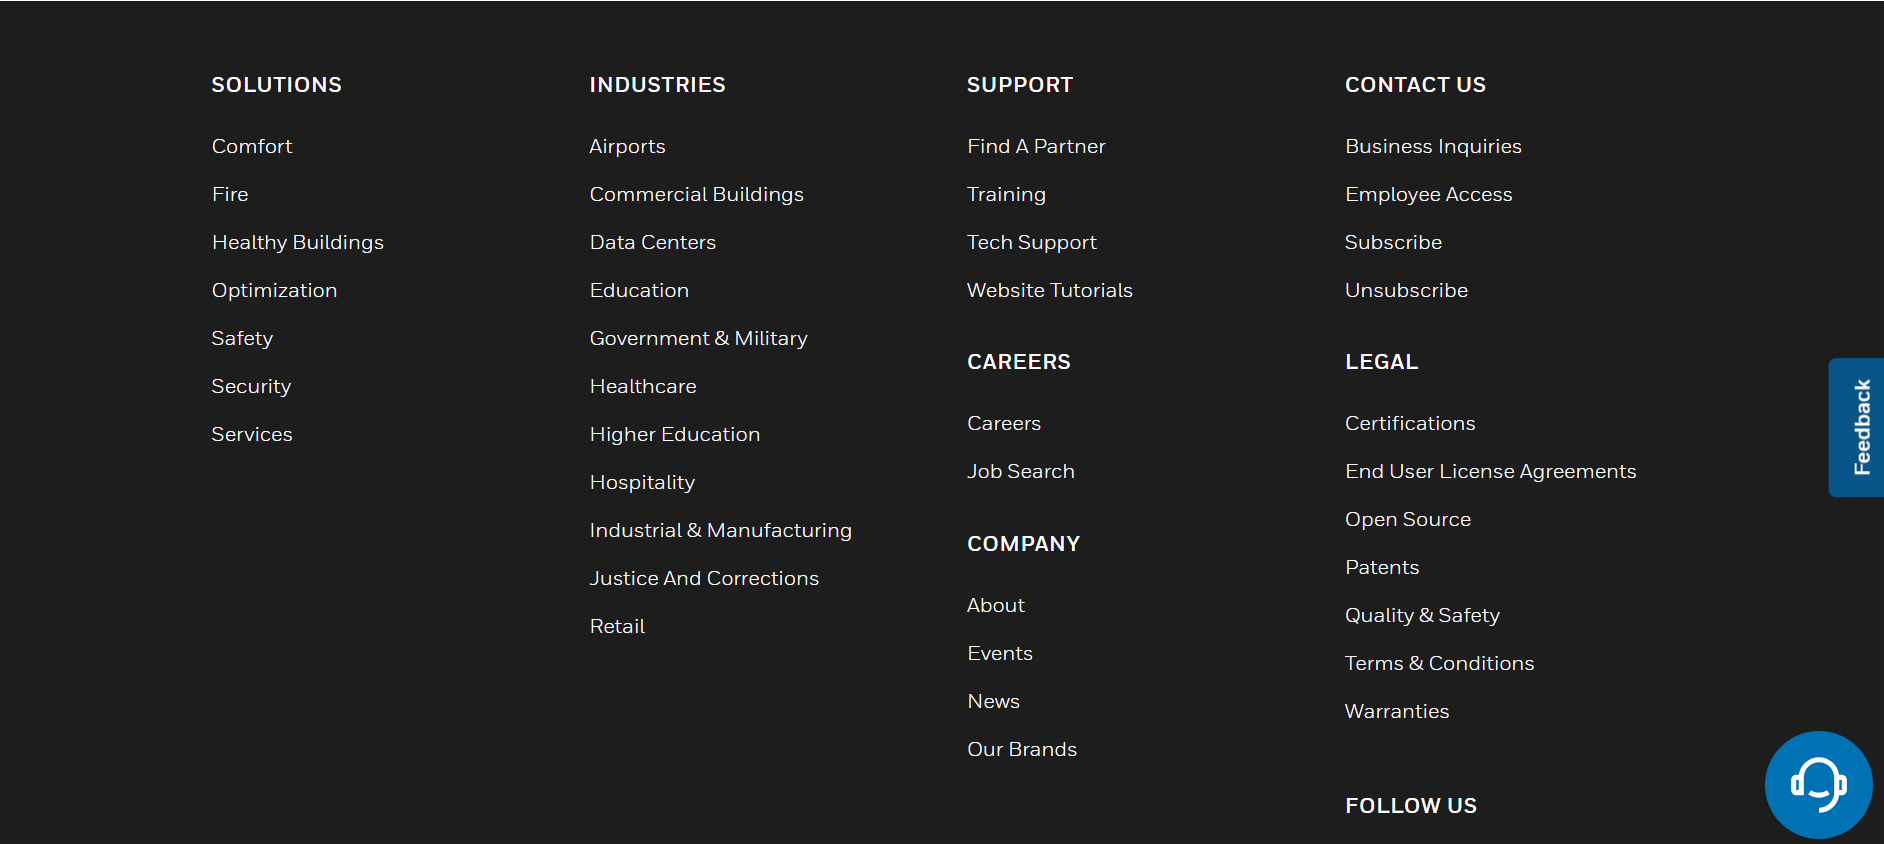 SOLUTIONS
Comfort
Fire
Healthy Buildings
Optimization
Safety
Security
Services
INDUSTRIES
Airports
Commercial Buildings
Data Centers
Education
Government & Military
Healthcare
Higher Education
Hospitality
Industrial & Manufacturing
Justice And Corrections
Retail
SUPPORT
Find A Partner
Training
Tech Support
Website Tutorials
CAREERS
Careers
Job Search
COMPANY
About
Events
News
Our Brands
CONTACT US
Business Inquiries
Employee Access
Subscribe
Unsubscribe
LEGAL
Certifications
End User License Agreements
Open Source
Patents
Quality & Safety
Terms & Conditions
Warranties
FOLLOW US
Feedback